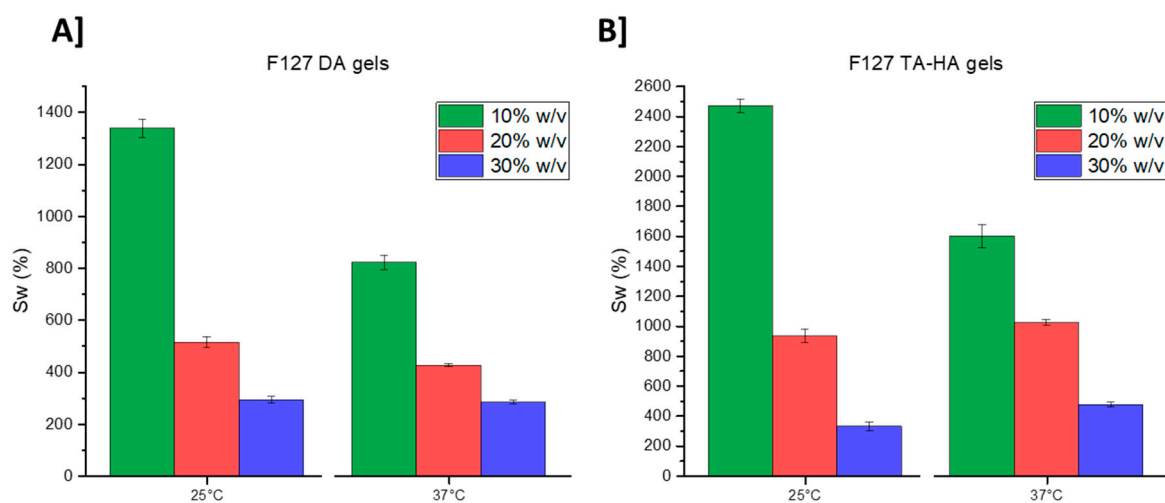 A]
F127 DA gels
10% w/v
20% w/v
30% w/v
Sw (%)
1400
1200
1000
800
600
400
200
0
25°C
37°C
B]
F127 TA-HA gels
10% w/v
20% w/v
30% w/v
Sw (%)
2600
2400
2200
2000
1800
1600
1400
1200
1000
800
600
400
200
0
25°C
37°C